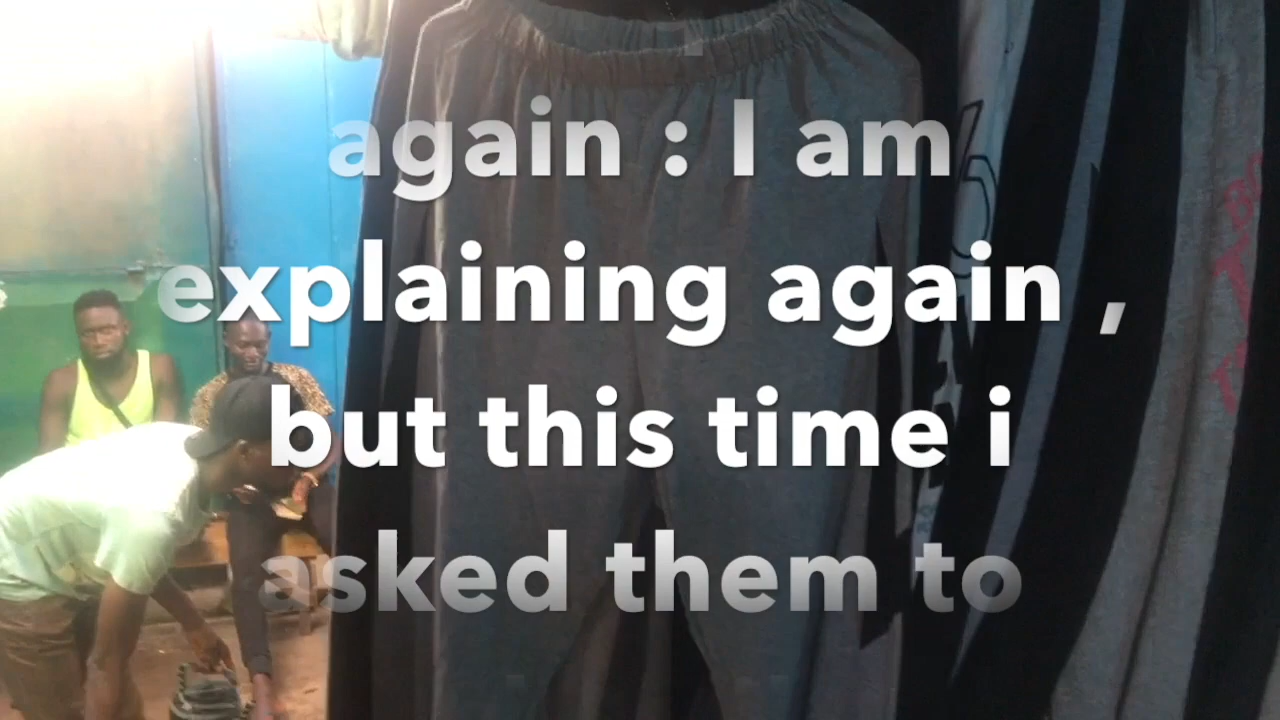 again : I am
explaining again ,
but this time i
asked them to